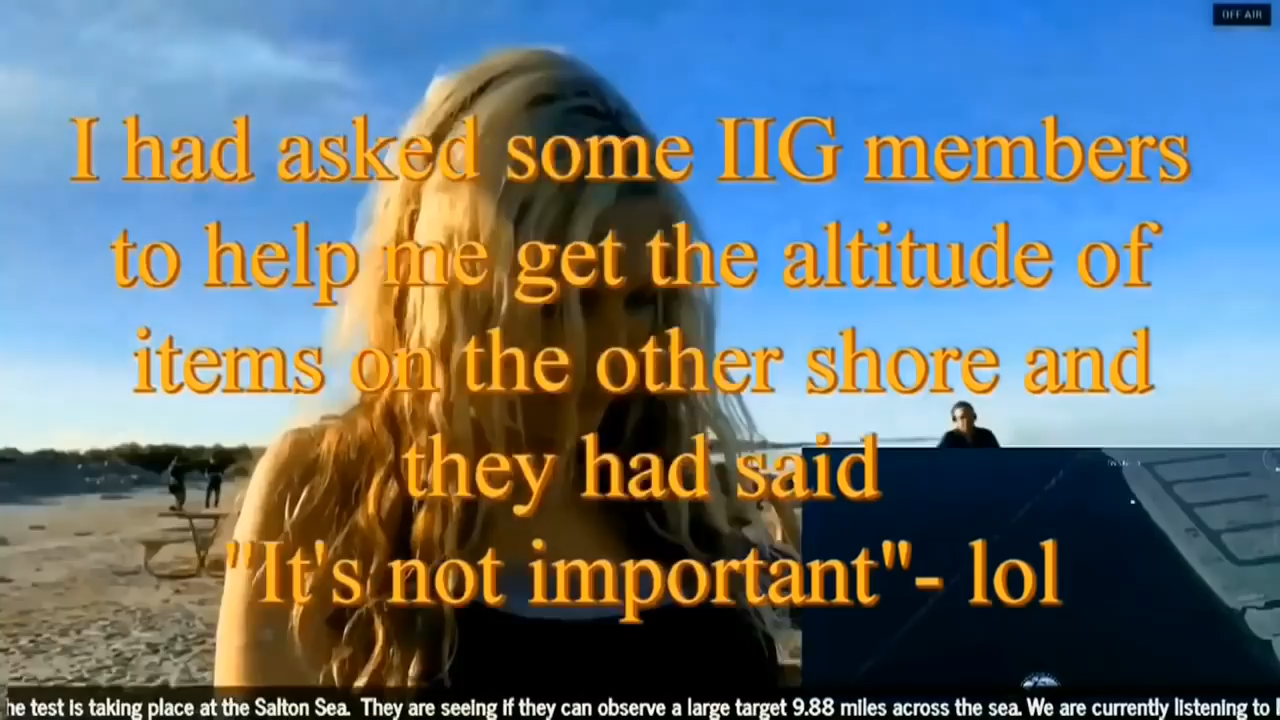 OFF AIR
I had asked some IIG members
to help me get the altitude of
items on the other shore and
they had said
"It's not important"- lol
he test is taking place at the Salton Sea. They are seeing if they can observe a large target 9.88 miles across the sea. We are currently listening to